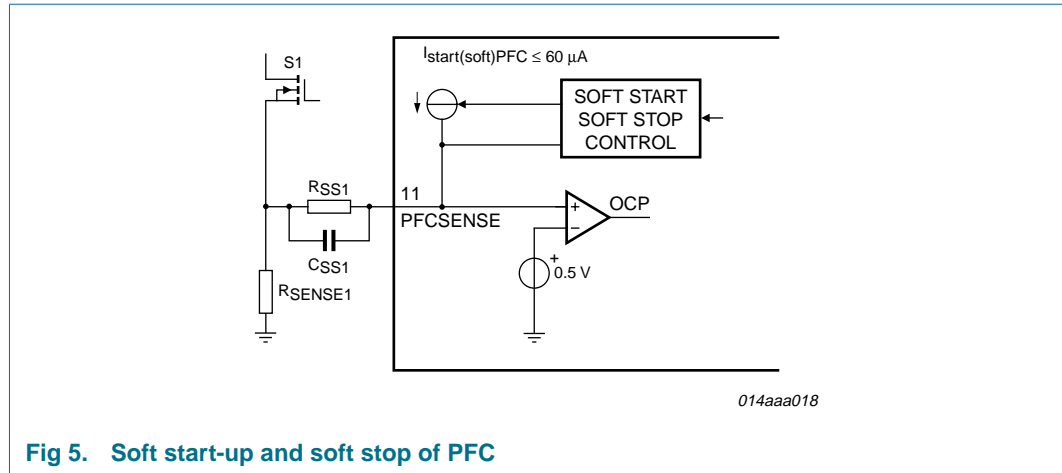 Istart(soft)PFC ≤ 60 μA
S1
SOFT START
SOFT STOP
CONTROL
RSS1
11
PFCSENSE
OCP
+
−
CSS1
+
0.5 V
RSENSE1
014aaa018
Fig 5. Soft start-up and soft stop of PFC